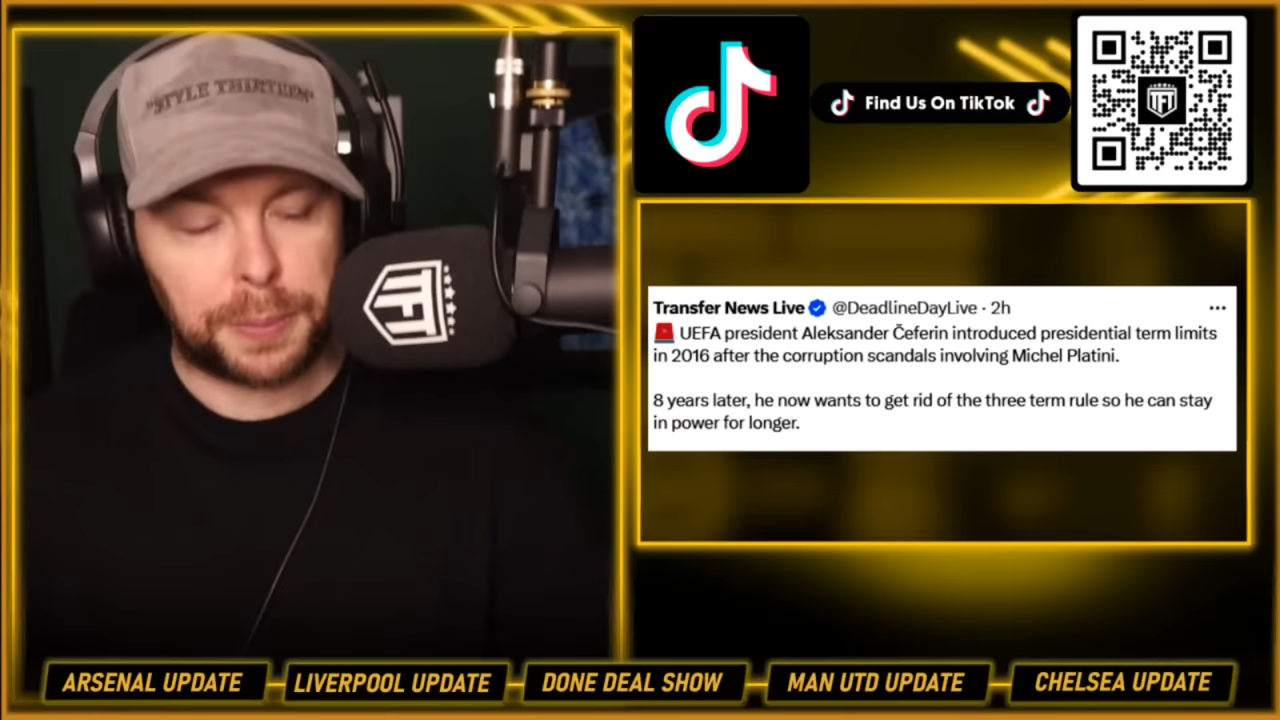 "STYLE THIRTEEN"
TFT
Find Us On TikTok
TFT
Transfer News Live @DeadlineDayLive · 2h
🚨 UEFA president Aleksander Čeferin introduced presidential term limits
in 2016 after the corruption scandals involving Michel Platini.
8 years later, he now wants to get rid of the three term rule so he can stay
in power for longer.
ARSENAL UPDATE
LIVERPOOL UPDATE
DONE DEAL SHOW
MAN UTD UPDATE
CHELSEA UPDATE